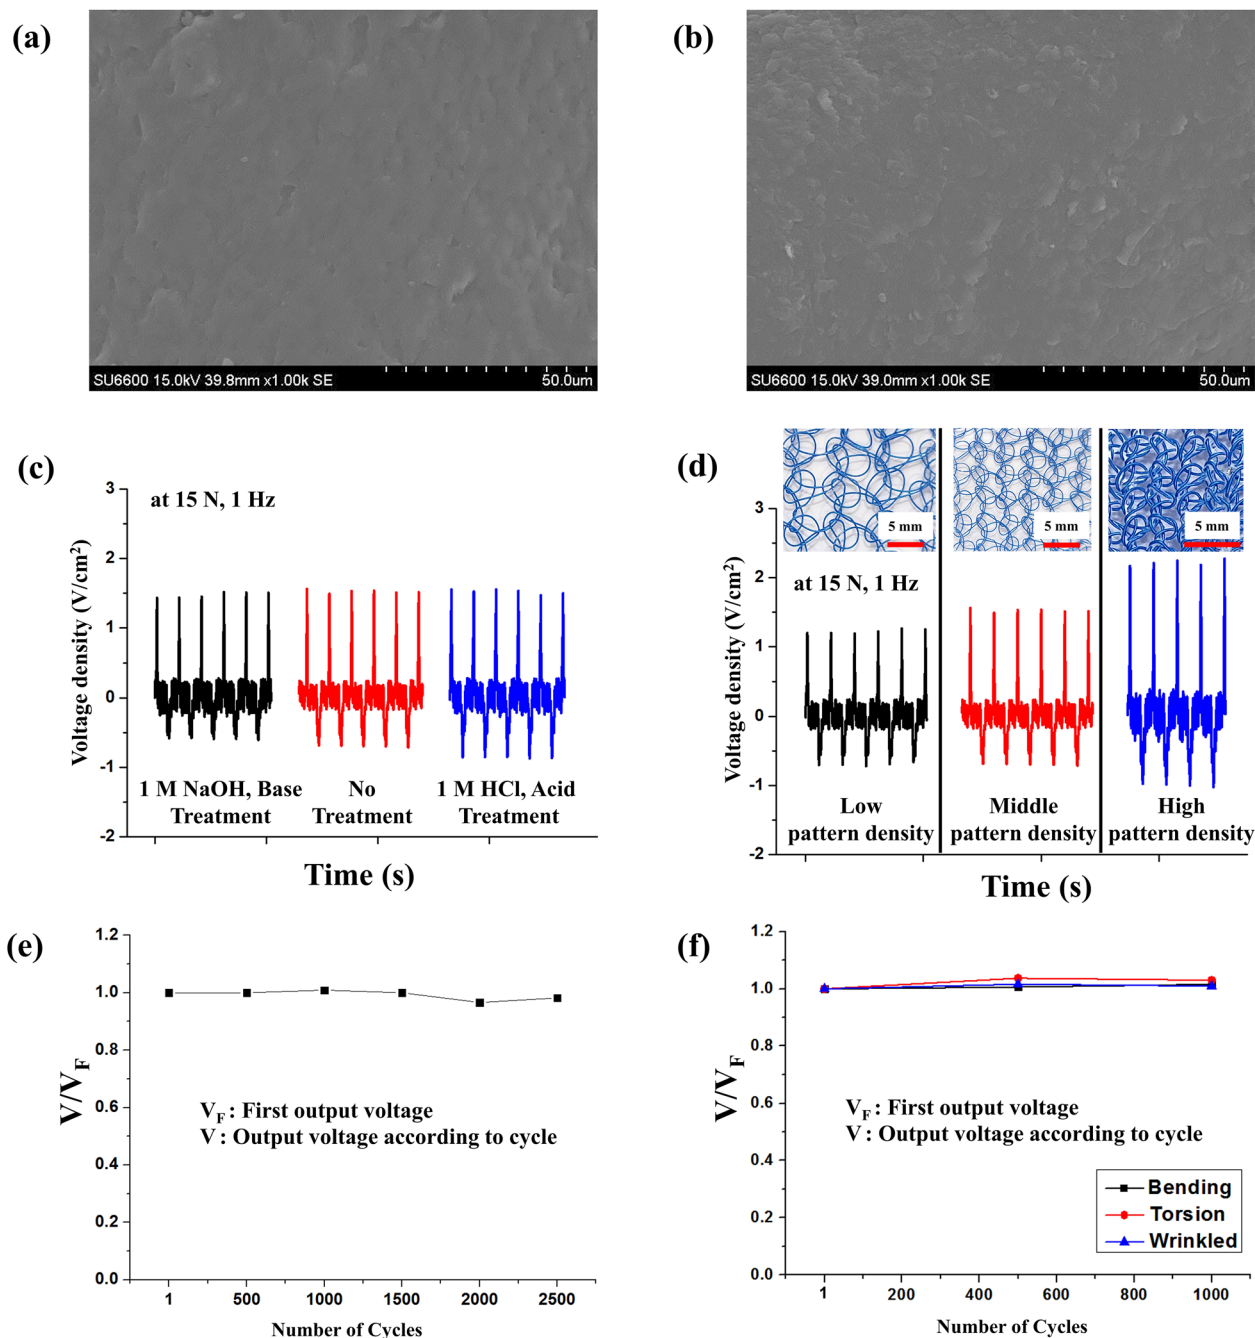 (a)
SU6600 15.0kV 39.8mm x1.00k SE
50.0um
(b)
SU6600 15.0kV 39.0mm x1.00k SE
50.0um
(c)
at 15 N, 1 Hz
Voltage density (V/cm²)
3
2
1
0
-1
-2
1 M NaOH, Base
Treatment
No
Treatment
1 M HCl, Acid
Treatment
Time (s)
(d)
5 mm
5 mm
5 mm
at 15 N, 1 Hz
Voltage density (V/cm²)
3
2
1
0
-1
-2
Low
pattern density
Middle
pattern density
High
pattern density
Time (s)
(e)
V/V_F
1.2
1.0
0.8
0.6
0.4
0.2
0.0
V_F : First output voltage
V : Output voltage according to cycle
1
500
1000
1500
2000
2500
Number of Cycles
(f)
V/V_F
1.2
1.0
0.8
0.6
0.4
0.2
0.0
V_F : First output voltage
V : Output voltage according to cycle
Bending
Torsion
Wrinkled
1
200
400
600
800
1000
Number of Cycles